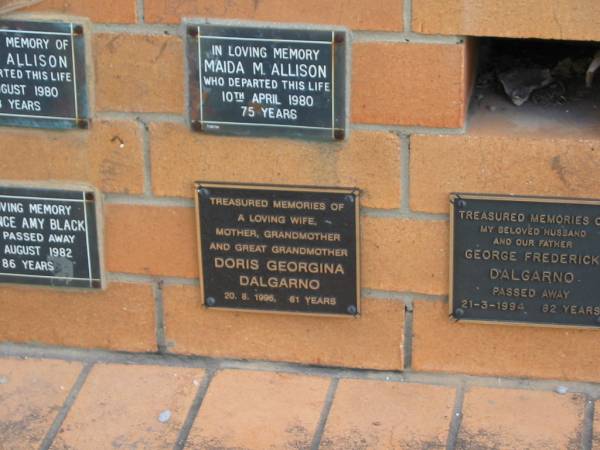 MEMORY OF
ALLISON
ARTED THIS LIFE
UGUST 1980
YEARS
IN LOVING MEMORY
MAIDA M. ALLISON
WHO DEPARTED THIS LIFE
10TH APRIL 1980
75 YEARS
VING MEMORY
NCE AMY BLACK
PASSED AWAY
AUGUST 1982
86 YEARS
TREASURED MEMORIES OF
A LOVING WIFE,
MOTHER, GRANDMOTHER
AND GREAT GRANDMOTHER
DORIS GEORGINA
DALGARNO
20. 8. 1996, 81 YEARS
TREASURED MEMORIES O
MY BELOVED HUSBAND
AND OUR FATHER
GEORGE FREDERICK
DALGARNO
PASSED AWAY
21-3-1994 82 YEARS